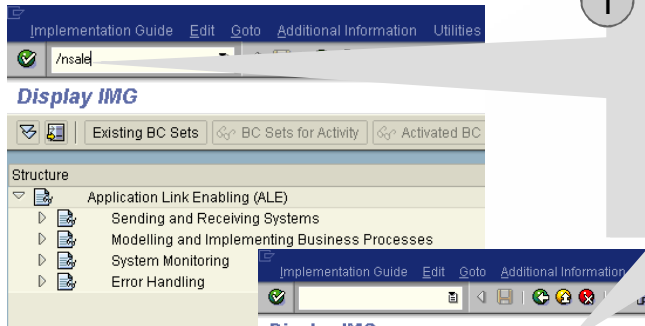 1
Implementation Guide Edit Goto Additional Information Utilities
/nsale
Display IMG
Existing BC Sets BC Sets for Activity Activated BC
Structure
Application Link Enabling (ALE)
Sending and Receiving Systems
Modelling and Implementing Business Processes
System Monitoring
Error Handling
Implementation Guide Edit Goto Additional Information
Display IMG